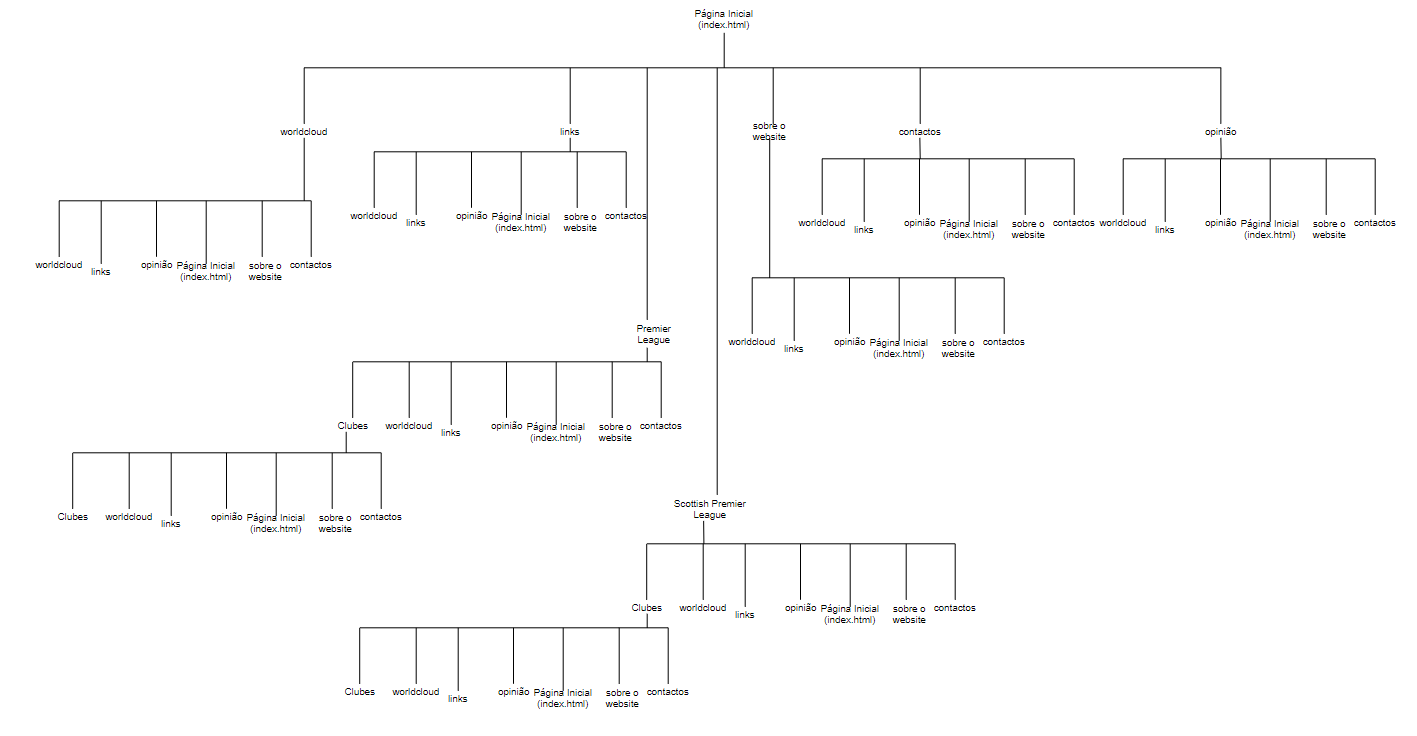 Página Inicial
(index.html)
worldcloud
links
sobre o
website
contactos
opinião
worldcloud
links
opinião
Página Inicial
(index.html)
sobre o
website
contactos
worldcloud
links
opinião
Página Inicial
(index.html)
sobre o
website
contactos
worldcloud
links
opinião
Página Inicial
(index.html)
sobre o
website
contactos
worldcloud
links
opinião
Página Inicial
(index.html)
sobre o
website
contactos
Premier
League
worldcloud
links
opinião
Página Inicial
(index.html)
sobre o
website
contactos
Clubes
worldcloud
links
opinião
Página Inicial
(index.html)
sobre o
website
contactos
Clubes
worldcloud
links
opinião
Página Inicial
(index.html)
sobre o
website
contactos
Scottish Premier
League
Clubes
worldcloud
links
opinião
Página Inicial
(index.html)
sobre o
website
contactos
Clubes
worldcloud
links
opinião
Página Inicial
(index.html)
sobre o
website
contactos